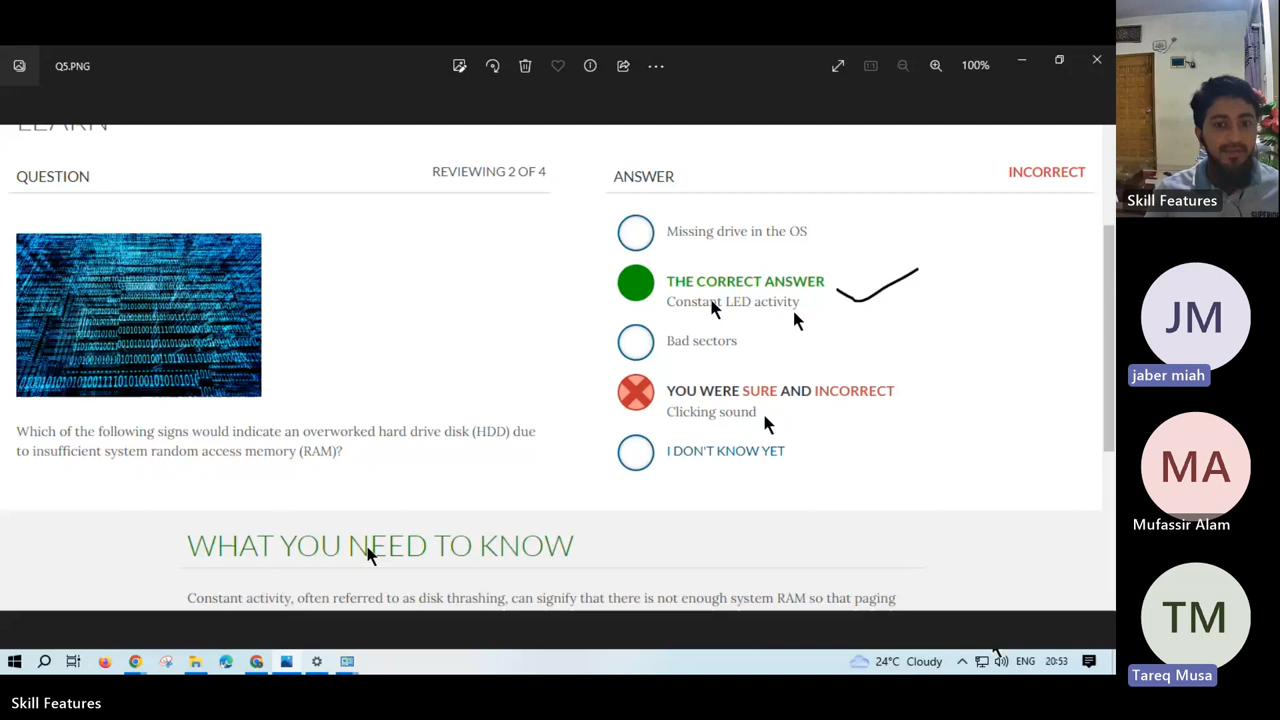 Q5.PNG
100%
LEARN
QUESTION
REVIEWING 2 OF 4
Which of the following signs would indicate an overworked hard drive disk (HDD) due
to insufficient system random access memory (RAM)?
ANSWER
INCORRECT
Missing drive in the OS
THE CORRECT ANSWER
Constant LED activity
Bad sectors
YOU WERE SURE AND INCORRECT
Clicking sound
I DON'T KNOW YET
WHAT YOU NEED TO KNOW
Constant activity, often referred to as disk thrashing, can signify that there is not enough system RAM so that paging
24°C Cloudy
ENG
20:53
Skill Features
Skill Features
JM
jaber miah
MA
Mufassir Alam
TM
Tareq Musa